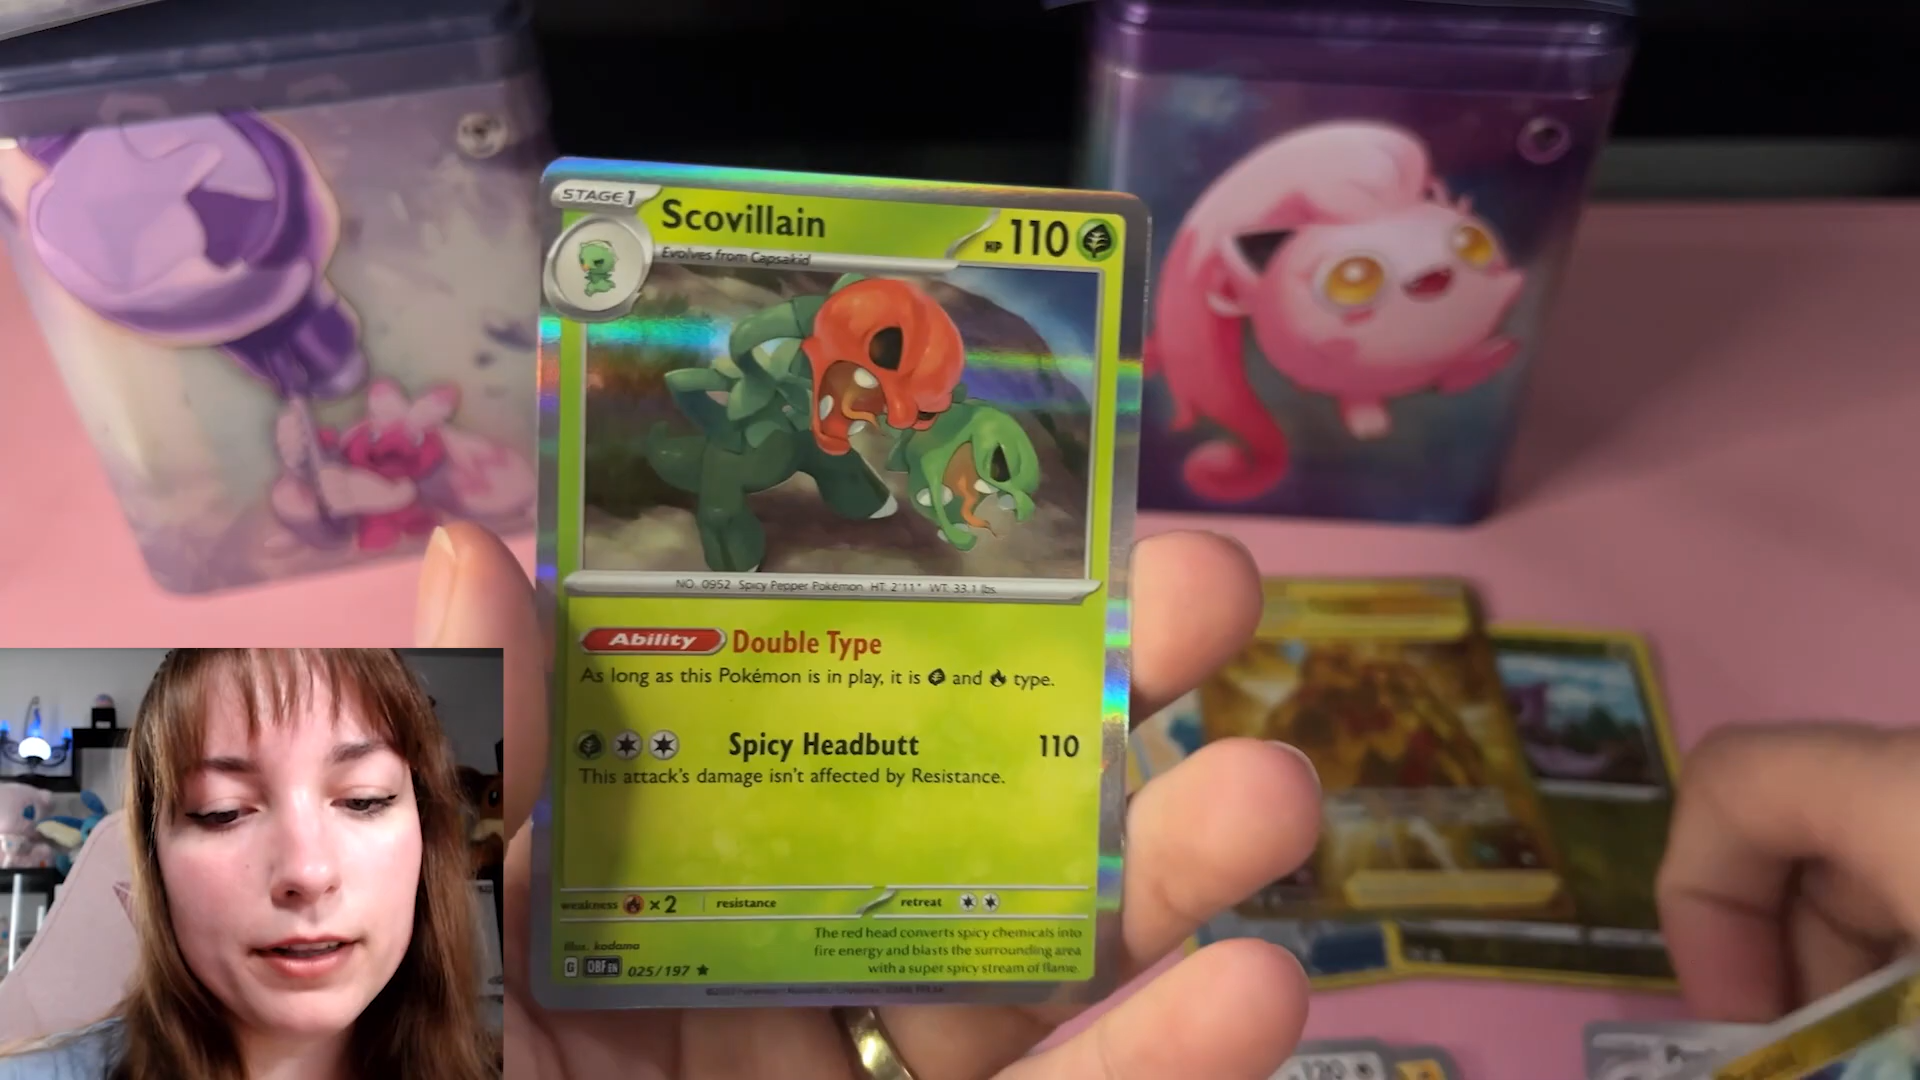 STAGE 1
Scovillain
HP 110
Evolves from Capsakid
NO. 0952 Spicy Pepper Pokémon HT: 2'11" WT: 33.1 lbs.
Ability Double Type
As long as this Pokémon is in play, it is and type.
Spicy Headbutt 110
This attack's damage isn't affected by Resistance.
weakness ×2 resistance retreat
Illus. kodama
The red head converts spicy chemicals into
fire energy and blasts the surrounding area
with a super spicy stream of flame.
G OBF EN 025/197
120